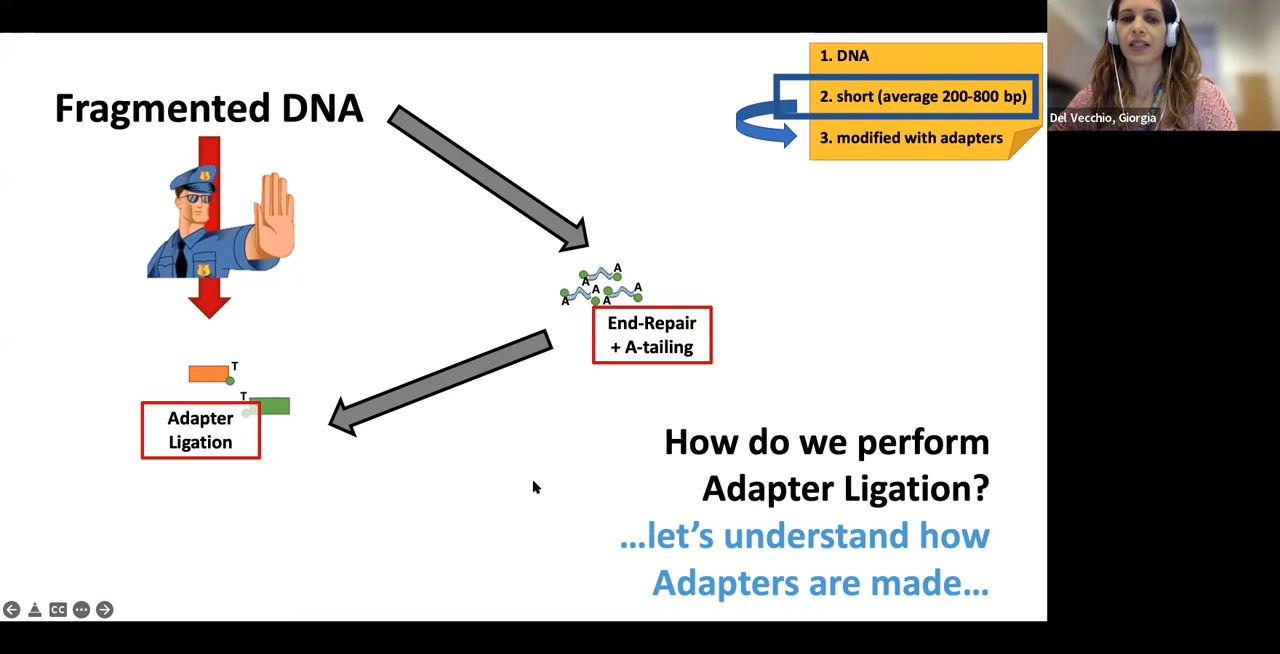 Fragmented DNA
1. DNA
2. short (average 200-800 bp)
3. modified with adapters
Del Vecchio, Giorgia
A
A
A
A
A
A
End-Repair
+ A-tailing
T
T
Adapter
Ligation
How do we perform
Adapter Ligation?
…let’s understand how
Adapters are made…
CC